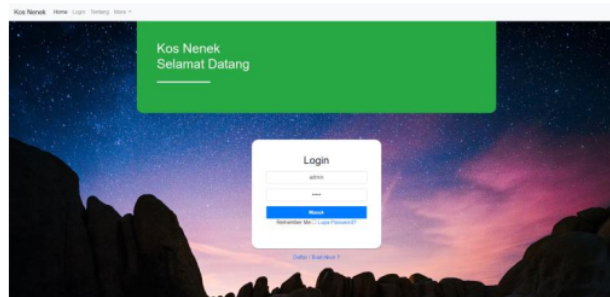 Kos Nenek Home Login Tentang More
Kos Nenek
Selamat Datang
Login
admin
Masuk
Remember Me Lupa Password?
Daftar / Buat Akun ?